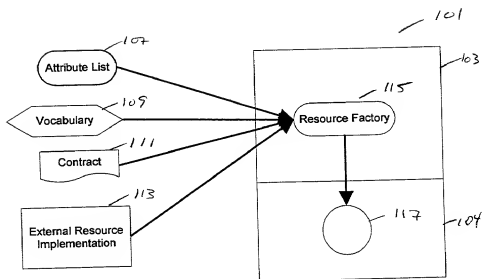 101
107
103
Attribute List
115
109
Vocabulary
Resource Factory
111
Contract
113
External Resource
Implementation
117
104